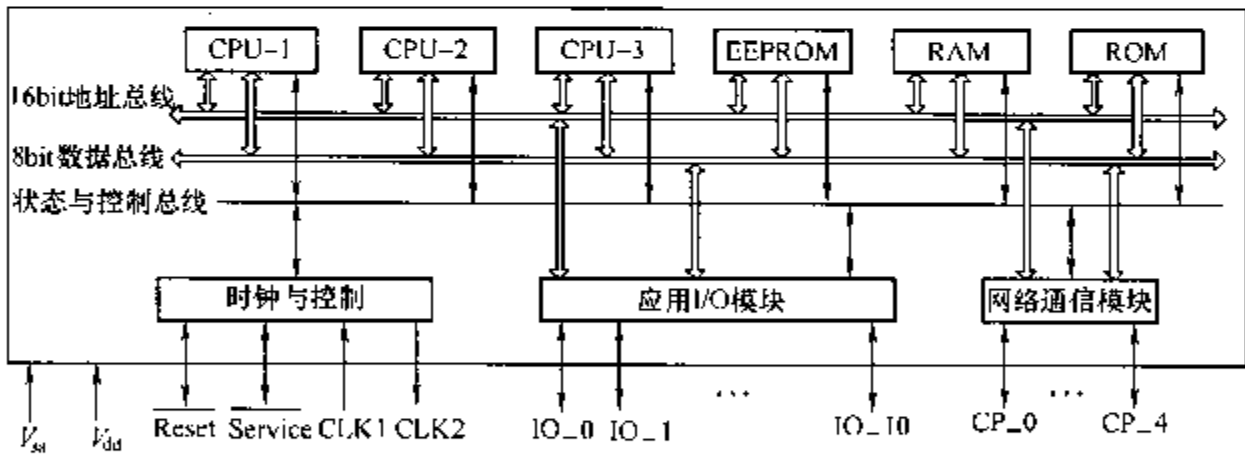 CPU-1 CPU-2 CPU-3 EEPROM RAM ROM
16bit地址总线
8bit数据总线
状态与控制总线
时钟与控制 应用I/O模块 网络通信模块
... ...
Reset Service CLK1 CLK2 IO_0 IO_1 IO_10 CP_0 CP_4
Vss Vdd